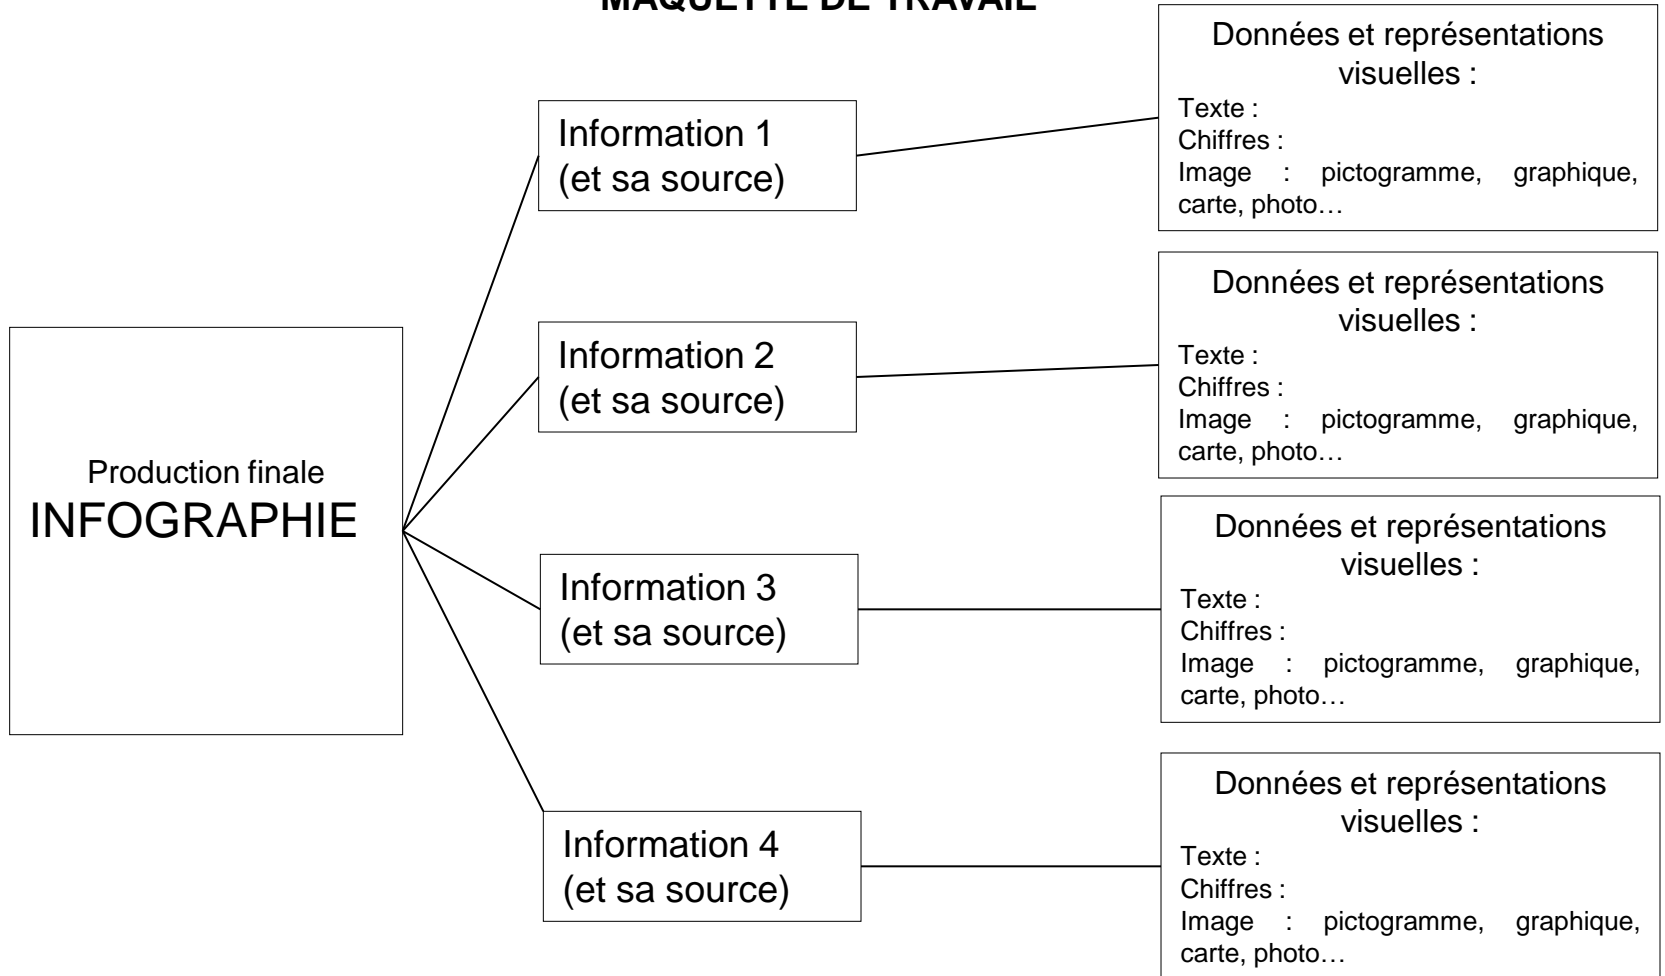 MAQUETTE DE TRAVAIL
Production finale
INFOGRAPHIE
Information 1
(et sa source)
Données et représentations
visuelles :
Texte :
Chiffres :
Image : pictogramme, graphique,
carte, photo…
Information 2
(et sa source)
Données et représentations
visuelles :
Texte :
Chiffres :
Image : pictogramme, graphique,
carte, photo…
Information 3
(et sa source)
Données et représentations
visuelles :
Texte :
Chiffres :
Image : pictogramme, graphique,
carte, photo…
Information 4
(et sa source)
Données et représentations
visuelles :
Texte :
Chiffres :
Image : pictogramme, graphique,
carte, photo…